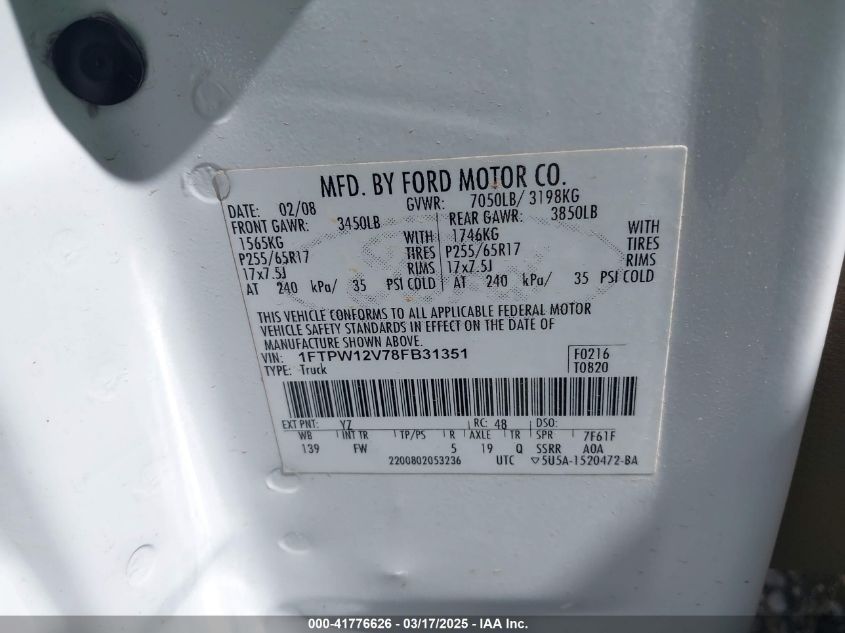 MFD. BY FORD MOTOR CO.
DATE: 02/08 GVWR: 7050LB/ 3198KG
FRONT GAWR: 3450LB REAR GAWR: 3850LB
1565KG WITH 1746KG WITH
P255/65R17 TIRES P255/65R17 TIRES
17x7.5J RIMS 17x7.5J RIMS
AT 240 kPa/ 35 PSI COLD AT 240 kPa/ 35 PSI COLD
THIS VEHICLE CONFORMS TO ALL APPLICABLE FEDERAL MOTOR
VEHICLE SAFETY STANDARDS IN EFFECT ON THE DATE OF
MANUFACTURE SHOWN ABOVE.
VIN: 1FTPW12V78FB31351 F0216
TYPE: Truck T0820
EXT PNT: YZ RC: 48 DSO:
WB INT TR TP/PS R AXLE TR SPR 7F61F
139 FW 5 19 Q SSRR A0A
2200802053236 UTC ▽5U5A-1520472-BA
000-41776626 - 03/17/2025 - IAA Inc.